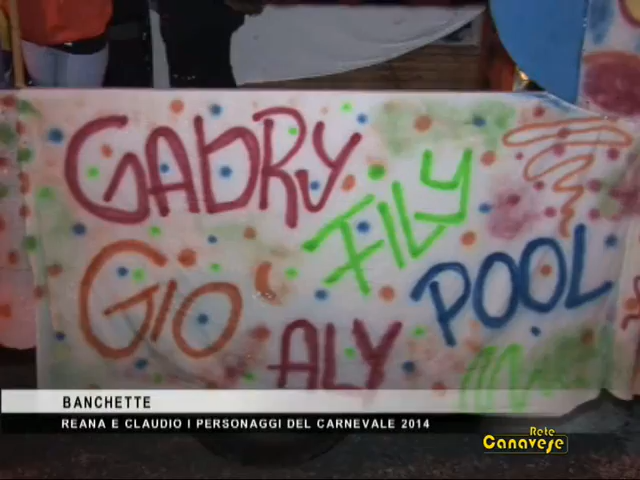 GAbRY
FILY
GIO
POOL
ALY
BANCHETTE
REANA E CLAUDIO I PERSONAGGI DEL CARNEVALE 2014
Rete
Canavese